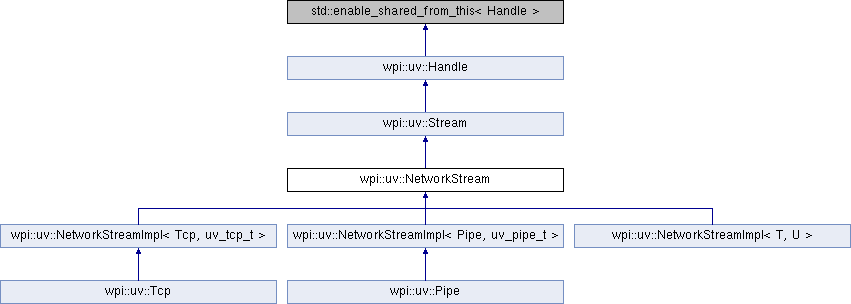 std::enable_shared_from_this< Handle >
wpi::uv::Handle
wpi::uv::Stream
wpi::uv::NetworkStream
wpi::uv::NetworkStreamImpl< Tcp, uv_tcp_t >
wpi::uv::NetworkStreamImpl< Pipe, uv_pipe_t >
wpi::uv::NetworkStreamImpl< T, U >
wpi::uv::Tcp
wpi::uv::Pipe